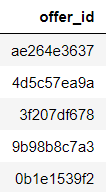 offer_id
ae264e3637
4d5c57ea9a
3f207df678
9b98b8c7a3
0b1e1539f2